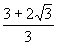 (3 + 2√3) / 3